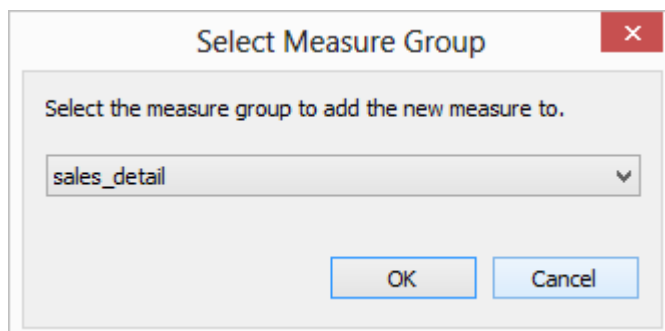 Select Measure Group
Select the measure group to add the new measure to.
sales_detail
OK
Cancel